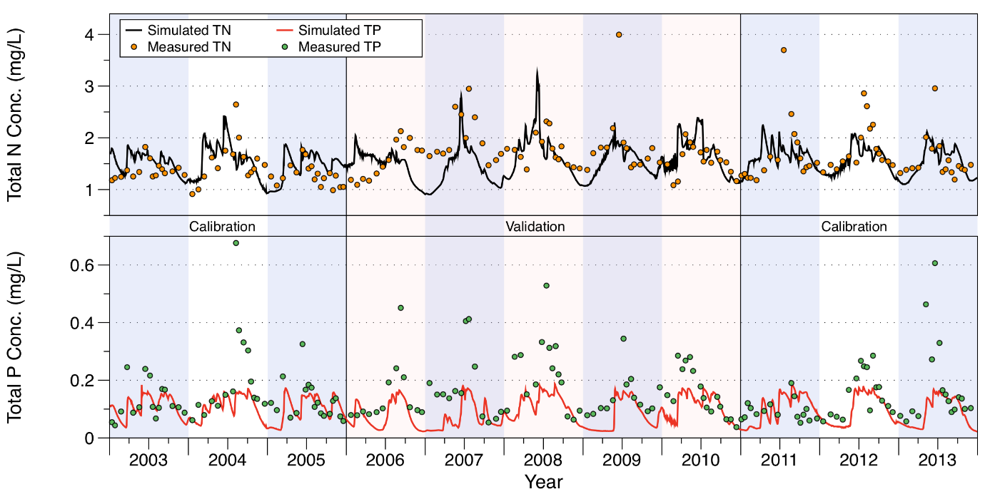 Total N Conc. (mg/L)
4
3
2
1
Simulated TN
Simulated TP
Measured TN
Measured TP
Calibration
Validation
Calibration
Total P Conc. (mg/L)
0.6
0.4
0.2
0
2003 2004 2005 2006 2007 2008 2009 2010 2011 2012 2013
Year